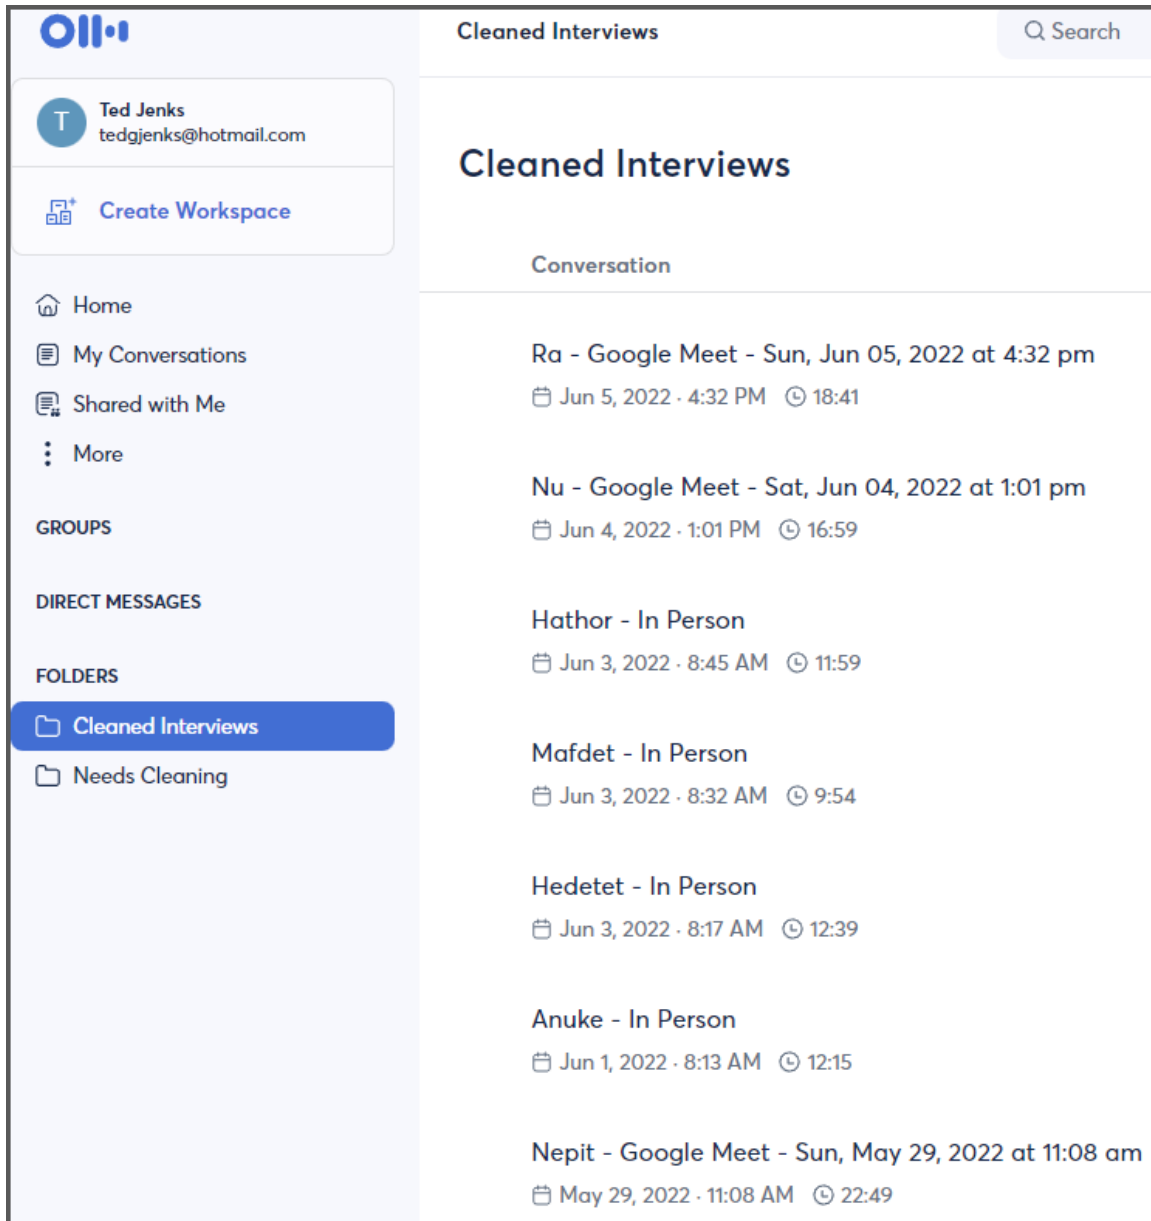 Ted Jenks
tedgjenks@hotmail.com
T
Create Workspace
Home
My Conversations
Shared with Me
More
GROUPS
DIRECT MESSAGES
FOLDERS
Cleaned Interviews
Needs Cleaning
Cleaned Interviews
Search
Cleaned Interviews
Conversation
Ra - Google Meet - Sun, Jun 05, 2022 at 4:32 pm
Jun 5, 2022 · 4:32 PM 18:41
Nu - Google Meet - Sat, Jun 04, 2022 at 1:01 pm
Jun 4, 2022 · 1:01 PM 16:59
Hathor - In Person
Jun 3, 2022 · 8:45 AM 11:59
Mafdet - In Person
Jun 3, 2022 · 8:32 AM 9:54
Hedetet - In Person
Jun 3, 2022 · 8:17 AM 12:39
Anuke - In Person
Jun 1, 2022 · 8:13 AM 12:15
Nepit - Google Meet - Sun, May 29, 2022 at 11:08 am
May 29, 2022 · 11:08 AM 22:49